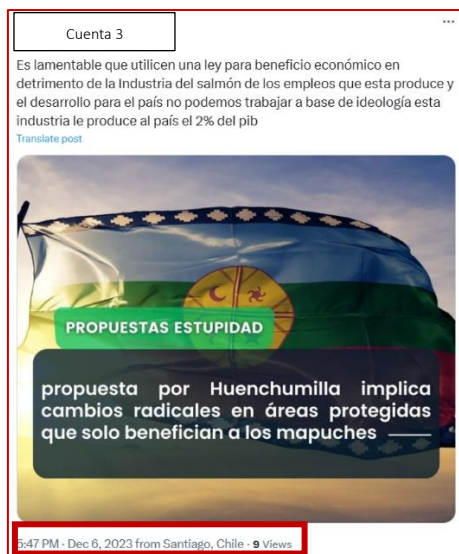 Cuenta 3
...
Es lamentable que utilicen una ley para beneficio económico en
detrimento de la Industria del salmón de los empleos que esta produce y
el desarrollo para el país no podemos trabajar a base de ideología esta
industria le produce al país el 2% del pib
Translate post
PROPUESTAS ESTUPIDAD
propuesta por Huenchumilla implica
cambios radicales en áreas protegidas
que solo benefician a los mapuches
5:47 PM · Dec 6, 2023 from Santiago, Chile · 9 Views